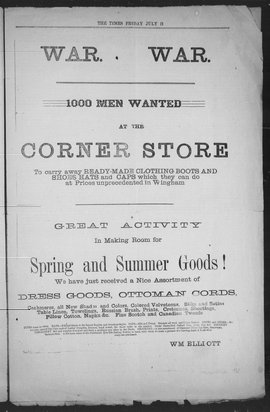 THE TIMES FRIDAY JULY 11
WAR. WAR.
1000 MEN WANTED
AT THE
CORNER STORE
To carry away READY-MADE CLOTHING BOOTS AND
SHOES HATS and CAPS which they can do
at Prices unprecedented in Wingham
GREAT ACTIVITY
In Making Room for
Spring and Summer Goods!
We have just received a Nice Assortment of
DRESS GOODS, OTTOMAN CORDS,
Cashmeres, all New Shades and Colors, Colored Velveteens, Silks and Satins
Table Linen, Towelings, Russian Brush, Prints, Cretonnes, Sheetings,
Pillow Cotton, Napks &c. Fine Scotch and Canadian Tweeds
WM ELLIOTT